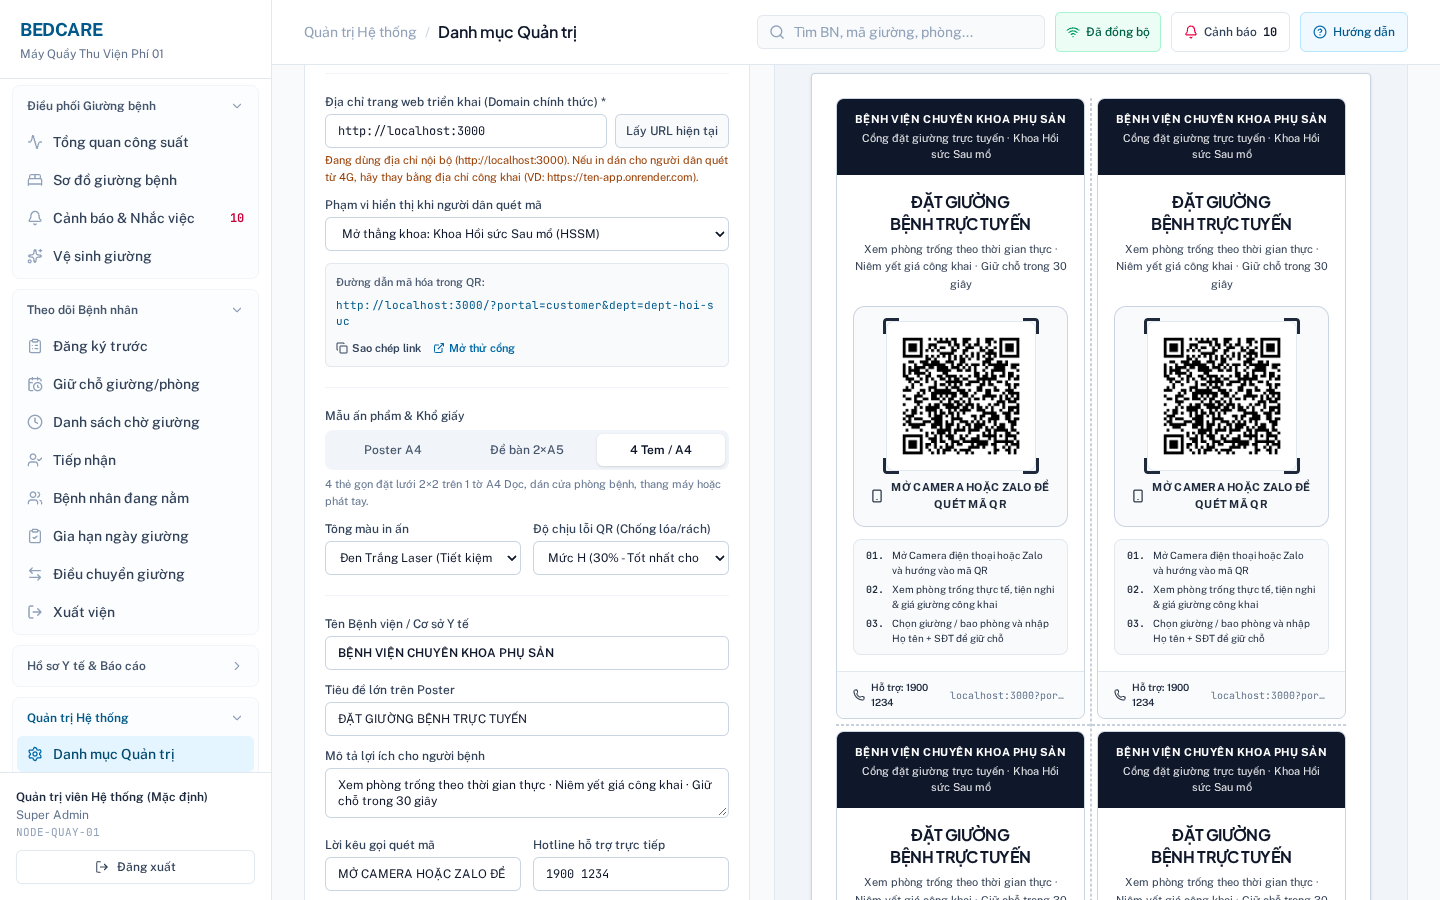 BEDCARE
Máy Quầy Thu Viện Phí 01
Điều phối Giường bệnh
Tổng quan công suất
Sơ đồ giường bệnh
Cảnh báo & Nhắc việc 10
Vệ sinh giường
Theo dõi Bệnh nhân
Đăng ký trước
Giữ chỗ giường/phòng
Danh sách chờ giường
Tiếp nhận
Bệnh nhân đang nằm
Gia hạn ngày giường
Điều chuyển giường
Xuất viện
Hồ sơ Y tế & Báo cáo
Quản trị Hệ thống
Danh mục Quản trị
Quản trị viên Hệ thống (Mặc định)
Super Admin
NODE-QUAY-01
Đăng xuất
Quản trị Hệ thống / Danh mục Quản trị
Tìm BN, mã giường, phòng...
Đã đồng bộ
Cảnh báo 10
Hướng dẫn
Địa chỉ trang web triển khai (Domain chính thức) *
http://localhost:3000
Lấy URL hiện tại
Đang dùng địa chỉ nội bộ (http://localhost:3000). Nếu in dán cho người dân quét
từ 4G, hãy thay bằng địa chỉ công khai (VD: https://ten-app.onrender.com).
Phạm vi hiển thị khi người dân quét mã
Mở thẳng khoa: Khoa Hồi sức Sau mổ (HSSM)
Đường dẫn mã hóa trong QR:
http://localhost:3000/?portal=customer&dept=dept-hoi-s
uc
Sao chép link
Mở thử cổng
Mẫu ấn phẩm & Khổ giấy
Poster A4
Để bàn 2×A5
4 Tem / A4
4 thẻ gọn đặt lưới 2×2 trên 1 tờ A4 Dọc, dán cửa phòng bệnh, thang máy hoặc
phát tay.
Tông màu in ấn
Độ chịu lỗi QR (Chống lóa/rách)
Đen Trắng Laser (Tiết kiệm
Mức H (30% - Tốt nhất cho
Tên Bệnh viện / Cơ sở Y tế
BỆNH VIỆN CHUYÊN KHOA PHỤ SẢN
Tiêu đề lớn trên Poster
ĐẶT GIƯỜNG BỆNH TRỰC TUYẾN
Mô tả lợi ích cho người bệnh
Xem phòng trống theo thời gian thực · Niêm yết giá công khai · Giữ
chỗ trong 30 giây
Lời kêu gọi quét mã
Hotline hỗ trợ trực tiếp
MỞ CAMERA HOẶC ZALO ĐỂ
1900 1234
BỆNH VIỆN CHUYÊN KHOA PHỤ SẢN
Cổng đặt giường trực tuyến · Khoa Hồi
sức Sau mổ
ĐẶT GIƯỜNG
BỆNH TRỰC TUYẾN
Xem phòng trống theo thời gian thực ·
Niêm yết giá công khai · Giữ chỗ trong 30
giây
MỞ CAMERA HOẶC ZALO ĐỂ
QUÉT MÃ QR
01. Mở Camera điện thoại hoặc Zalo
và hướng vào mã QR
02. Xem phòng trống thực tế, tiện nghi
& giá giường công khai
03. Chọn giường / bao phòng và nhập
Họ tên + SĐT để giữ chỗ
Hỗ trợ: 1900
1234
localhost:3000?por…
BỆNH VIỆN CHUYÊN KHOA PHỤ SẢN
Cổng đặt giường trực tuyến · Khoa Hồi
sức Sau mổ
ĐẶT GIƯỜNG
BỆNH TRỰC TUYẾN
Xem phòng trống theo thời gian thực ·
Niêm yết giá công khai · Giữ chỗ trong 30
giây
MỞ CAMERA HOẶC ZALO ĐỂ
QUÉT MÃ QR
01. Mở Camera điện thoại hoặc Zalo
và hướng vào mã QR
02. Xem phòng trống thực tế, tiện nghi
& giá giường công khai
03. Chọn giường / bao phòng và nhập
Họ tên + SĐT để giữ chỗ
Hỗ trợ: 1900
1234
localhost:3000?por…
BỆNH VIỆN CHUYÊN KHOA PHỤ SẢN
Cổng đặt giường trực tuyến · Khoa Hồi
sức Sau mổ
ĐẶT GIƯỜNG
BỆNH TRỰC TUYẾN
Xem phòng trống theo thời gian thực ·
Niêm yết giá công khai · Giữ chỗ trong 30
BỆNH VIỆN CHUYÊN KHOA PHỤ SẢN
Cổng đặt giường trực tuyến · Khoa Hồi
sức Sau mổ
ĐẶT GIƯỜNG
BỆNH TRỰC TUYẾN
Xem phòng trống theo thời gian thực ·
Niêm yết giá công khai · Giữ chỗ trong 30